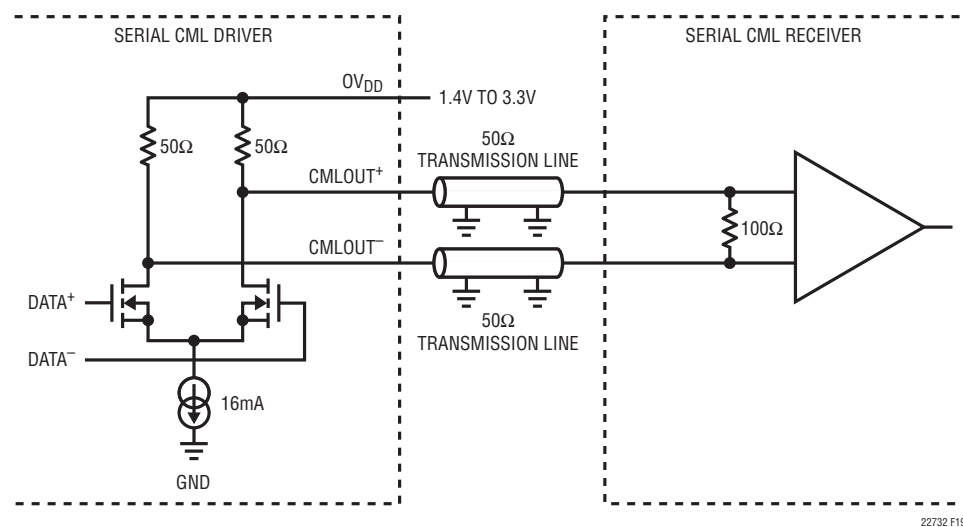 SERIAL CML DRIVER
SERIAL CML RECEIVER
OVDD
1.4V TO 3.3V
50Ω
50Ω
50Ω
TRANSMISSION LINE
CMLOUT+
100Ω
CMLOUT–
DATA+
50Ω
TRANSMISSION LINE
DATA–
16mA
GND
22732 F19